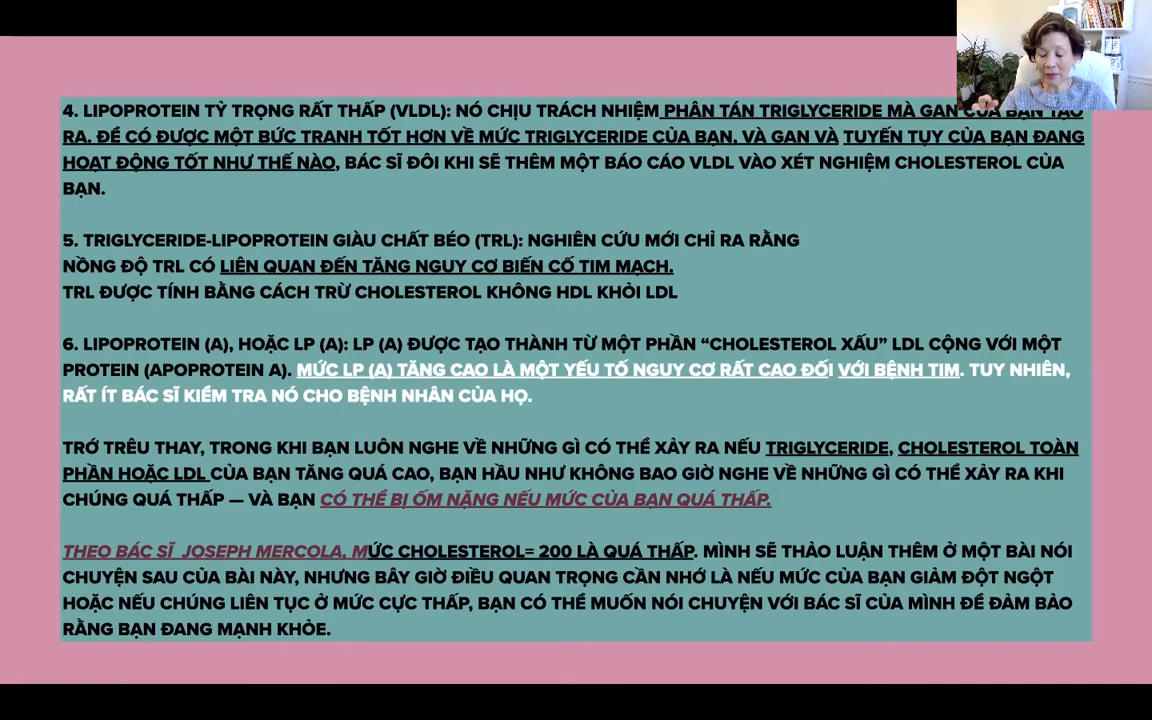 4. LIPOPROTEIN TỶ TRỌNG RẤT THẤP (VLDL): NÓ CHỊU TRÁCH NHIỆM PHÂN TÁN TRIGLYCERIDE MÀ GAN CỦA BẠN TẠO
RA. ĐỂ CÓ ĐƯỢC MỘT BỨC TRANH TỐT HƠN VỀ MỨC TRIGLYCERIDE CỦA BẠN, VÀ GAN VÀ TUYẾN TỤY CỦA BẠN ĐANG
HOẠT ĐỘNG TỐT NHƯ THẾ NÀO, BÁC SĨ ĐÔI KHI SẼ THÊM MỘT BÁO CÁO VLDL VÀO XÉT NGHIỆM CHOLESTEROL CỦA
BẠN.
5. TRIGLYCERIDE-LIPOPROTEIN GIÀU CHẤT BÉO (TRL): NGHIÊN CỨU MỚI CHỈ RA RẰNG
NỒNG ĐỘ TRL CÓ LIÊN QUAN ĐẾN TĂNG NGUY CƠ BIẾN CỐ TIM MẠCH.
TRL ĐƯỢC TÍNH BẰNG CÁCH TRỪ CHOLESTEROL KHÔNG HDL KHỎI LDL
6. LIPOPROTEIN (A), HOẶC LP (A): LP (A) ĐƯỢC TẠO THÀNH TỪ MỘT PHẦN “CHOLESTEROL XẤU” LDL CỘNG VỚI MỘT
PROTEIN (APOPROTEIN A). MỨC LP (A) TĂNG CAO LÀ MỘT YẾU TỐ NGUY CƠ RẤT CAO ĐỐI VỚI BỆNH TIM. TUY NHIÊN,
RẤT ÍT BÁC SĨ KIỂM TRA NÓ CHO BỆNH NHÂN CỦA HỌ.
TRỚ TRÊU THAY, TRONG KHI BẠN LUÔN NGHE VỀ NHỮNG GÌ CÓ THỂ XẢY RA NẾU TRIGLYCERIDE, CHOLESTEROL TOÀN
PHẦN HOẶC LDL CỦA BẠN TĂNG QUÁ CAO, BẠN HẦU NHƯ KHÔNG BAO GIỜ NGHE VỀ NHỮNG GÌ CÓ THỂ XẢY RA KHI
CHÚNG QUÁ THẤP — VÀ BẠN CÓ THỂ BỊ ỐM NẶNG NẾU MỨC CỦA BẠN QUÁ THẤP.
THEO BÁC SĨ JOSEPH MERCOLA, MỨC CHOLESTEROL= 200 LÀ QUÁ THẤP. MÌNH SẼ THẢO LUẬN THÊM Ở MỘT BÀI NÓI
CHUYỆN SAU CỦA BÀI NÀY, NHƯNG BÂY GIỜ ĐIỀU QUAN TRỌNG CẦN NHỚ LÀ NẾU MỨC CỦA BẠN GIẢM ĐỘT NGỘT
HOẶC NẾU CHÚNG LIÊN TỤC Ở MỨC CỰC THẤP, BẠN CÓ THỂ MUỐN NÓI CHUYỆN VỚI BÁC SĨ CỦA MÌNH ĐỂ ĐẢM BẢO
RẰNG BẠN ĐANG MẠNH KHỎE.